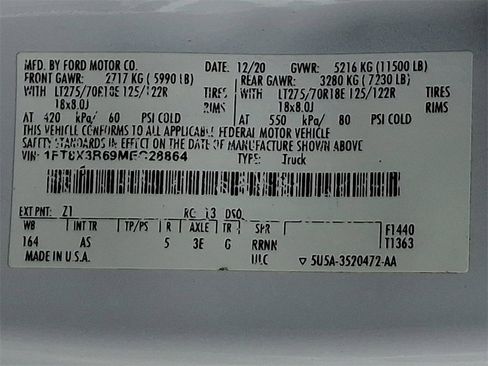 MFD. BY FORD MOTOR CO. DATE: 12/20 GVWR: 5216 KG (11500 LB)
FRONT GAWR: 2717 KG (5990 LB) REAR GAWR: 3280 KG (7230 LB)
WITH LT275/70R18E 125/122R TIRES WITH LT275/70R18E 125/122R TIRES
18x8.0J RIMS 18x8.0J RIMS
AT 420 kPa/ 60 PSI COLD AT 550 kPa/ 80 PSI COLD
THIS VEHICLE CONFORMS TO ALL APPLICABLE FEDERAL MOTOR VEHICLE
SAFETY STANDARDS IN EFFECT ON THE DATE OF MANUFACTURE SHOWN ABOVE
VIN: TYPE: Truck
EXT PNT: Z1 RC: 13 DSO:
WB INT TR TP/PS R AXLE TR SPR F1440
164 AS 5 3E G RRNN T1363
MADE IN U.S.A. ULC ▽ 5U5A-3520472-AA